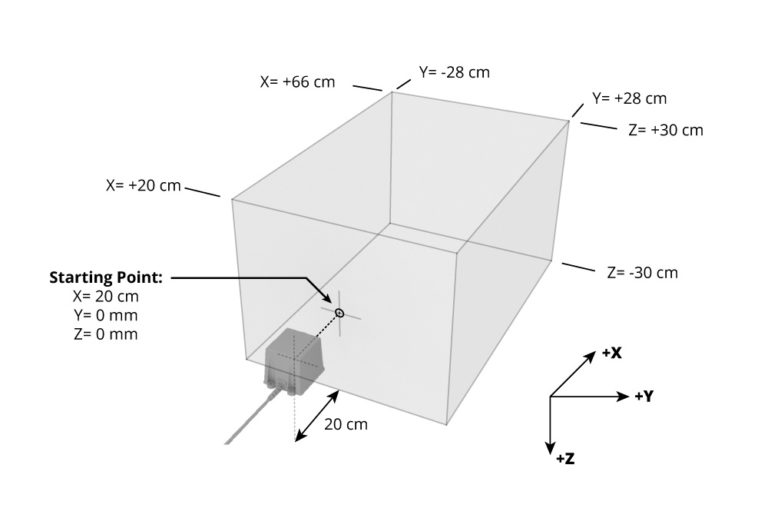 Y= -28 cm
X= +66 cm
Y= +28 cm
Z= +30 cm
X= +20 cm
Z= -30 cm
Starting Point:
X= 20 cm
Y= 0 mm
Z= 0 mm
+X
+Y
20 cm
+Z